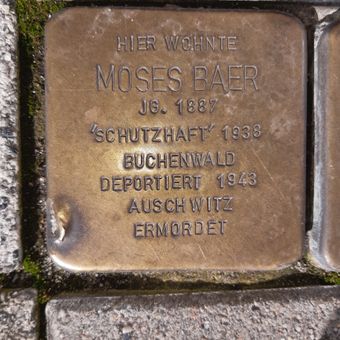 HIER WOHNTE
MOSES BAER
JG. 1887
"SCHUTZHAFT" 1938
BUCHENWALD
DEPORTIERT 1943
AUSCHWITZ
ERMORDET